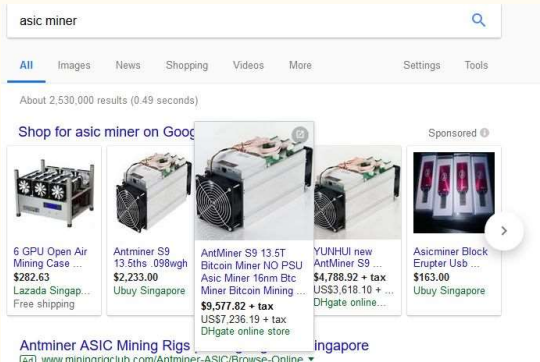 asic miner
All Images News Shopping Videos More Settings Tools
About 2,530,000 results (0.49 seconds)
Shop for asic miner on Goog
Sponsored
6 GPU Open Air
Mining Case ...
$282.63
Lazada Singap...
Free shipping
Antminer S9
13.5ths .098wgh
$2,233.00
Ubuy Singapore
AntMiner S9 13.5T
Bitcoin Miner NO PSU
Asic Miner 16nm Btc
Miner Bitcoin Mining ...
$9,577.82 + tax
US$7,236.19 + tax
DHgate online store
YUNHUI new
AntMiner S9 ...
$4,788.92 + tax
US$3,618.10 + ...
DHgate online...
Asicminer Block
Erupter Usb ...
$163.00
Ubuy Singapore
Antminer ASIC Mining Rigs ingapore
Ad www.miningrigclub.com/Antminer-ASIC/Browse-Online